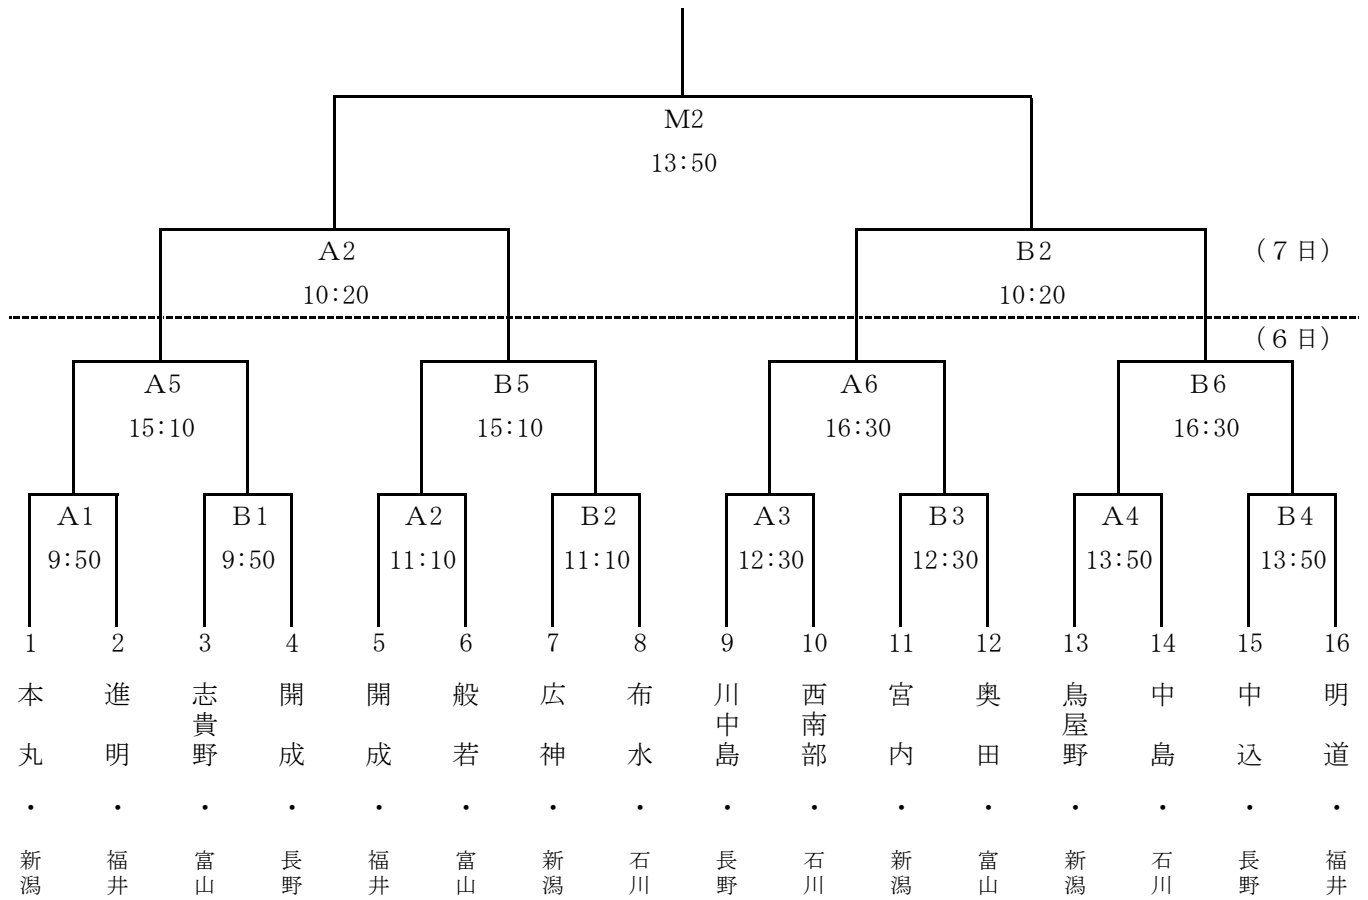 M2
13:50
A2 B2 (７日)
10:20 10:20
(６日)
A5 B5 A6 B6
15:10 15:10 16:30 16:30
A1 B1 A2 B2 A3 B3 A4 B4
9:50 9:50 11:10 11:10 12:30 12:30 13:50 13:50
1 2 3 4 5 6 7 8 9 10 11 12 13 14 15 16
本丸・新潟
進明・福井
志貴野・富山
開成・長野
開成・福井
般若・富山
広神・新潟
布水・石川
川中島・長野
西南部・石川
宮内・新潟
奥田・富山
鳥屋野・新潟
中島・石川
中込・長野
明道・福井